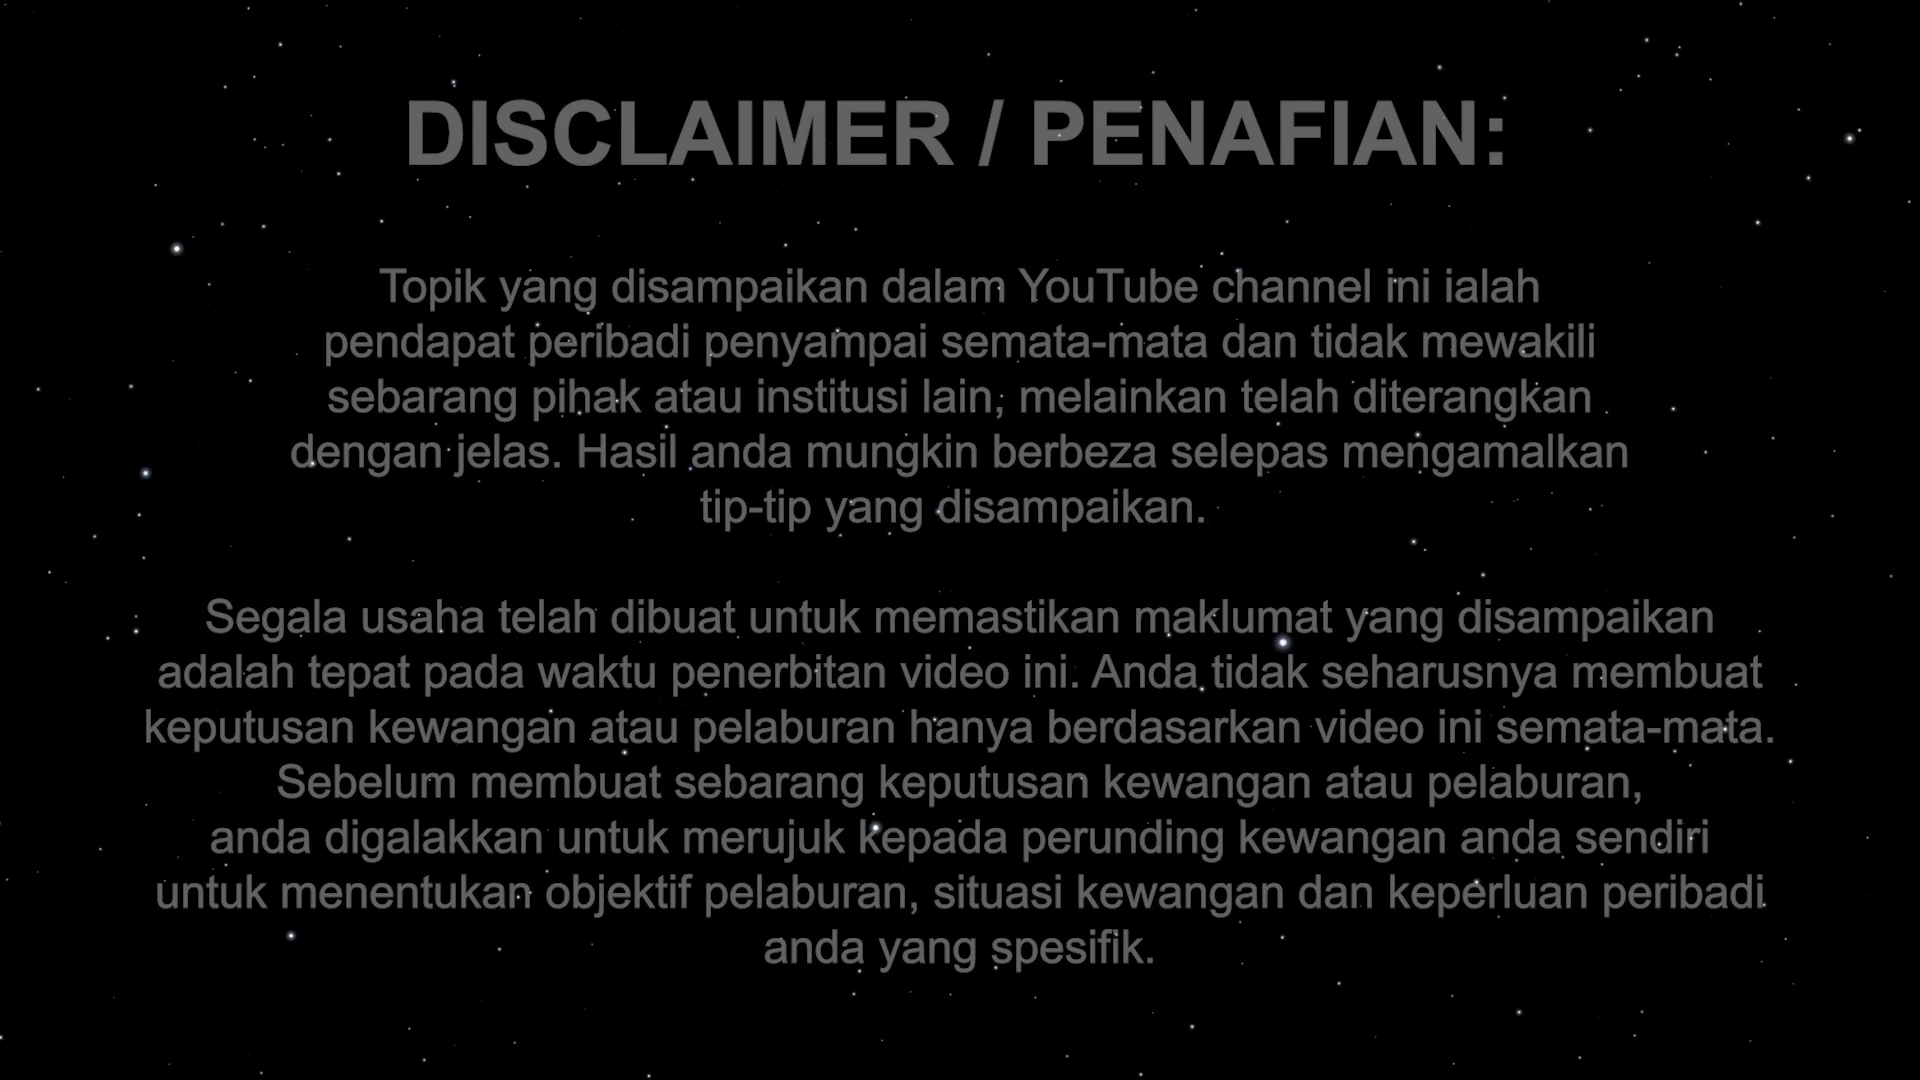 DISCLAIMER / PENAFIAN:
Topik yang disampaikan dalam YouTube channel ini ialah
pendapat peribadi penyampai semata-mata dan tidak mewakili
sebarang pihak atau institusi lain, melainkan telah diterangkan
dengan jelas. Hasil anda mungkin berbeza selepas mengamalkan
tip-tip yang disampaikan.
Segala usaha telah dibuat untuk memastikan maklumat yang disampaikan
adalah tepat pada waktu penerbitan video ini. Anda tidak seharusnya membuat
keputusan kewangan atau pelaburan hanya berdasarkan video ini semata-mata.
Sebelum membuat sebarang keputusan kewangan atau pelaburan,
anda digalakkan untuk merujuk kepada perunding kewangan anda sendiri
untuk menentukan objektif pelaburan, situasi kewangan dan keperluan peribadi
anda yang spesifik.